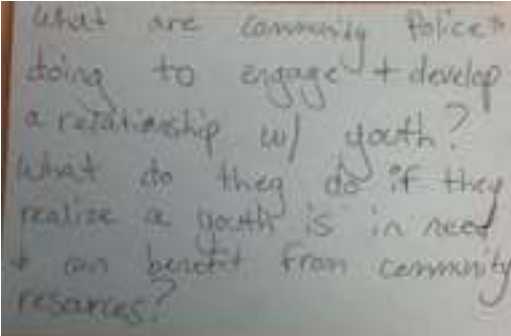 What are community Police
doing to engage + develop
a relationship w/ youth?
What do they do if they
realize a youth is in need
+ can benefit from community
resources?